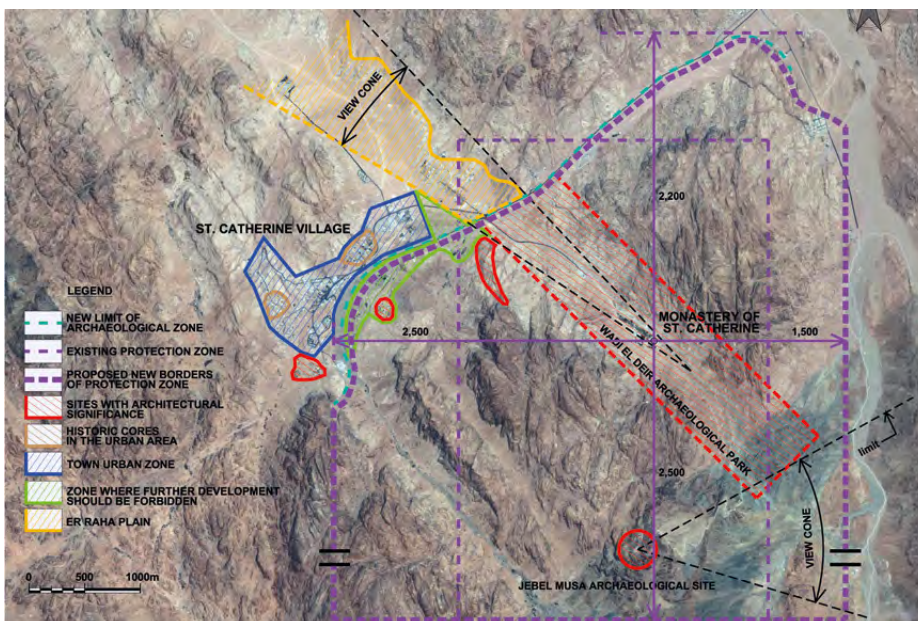 VIEW CONE
2,200
ST. CATHERINE VILLAGE
LEGEND
NEW LIMIT OF
ARCHAEOLOGICAL ZONE
EXISTING PROTECTION ZONE
PROPOSED NEW BORDERS
OF PROTECTION ZONE
SITES WITH ARCHITECTURAL
SIGNIFICANCE
HISTORIC CORES
IN THE URBAN AREA
TOWN URBAN ZONE
ZONE WHERE FURTHER DEVELOPMENT
SHOULD BE FORBIDDEN
ER RAHA PLAIN
0 500 1000m
2,500
MONASTERY OF
ST. CATHERINE
1,500
WADI EL DEIR ARCHAEOLOGICAL PARK
limit
2,500
VIEW CONE
JEBEL MUSA ARCHAEOLOGICAL SITE